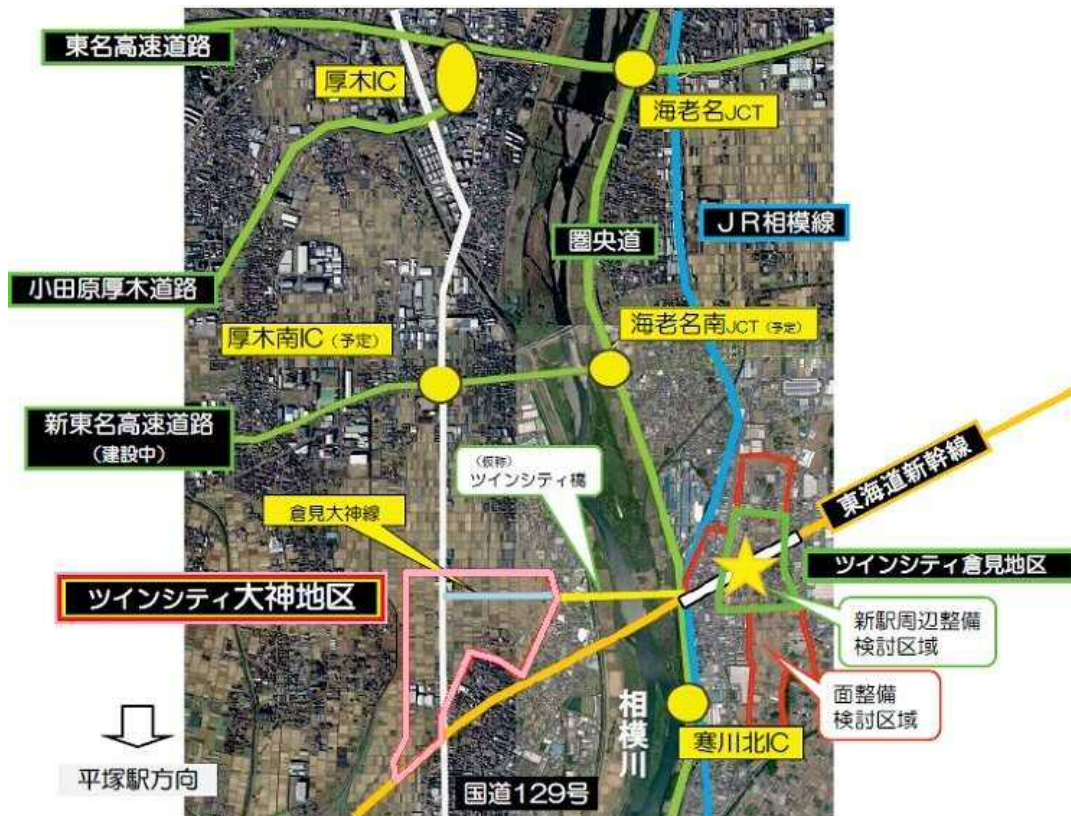 東名高速道路
厚木IC
海老名JCT
JR相模線
圏央道
小田原厚木道路
厚木南IC(予定)
海老名南JCT(予定)
新東名高速道路
(建設中)
(仮称)
ツインシティ橋
東海道新幹線
倉見大神線
ツインシティ倉見地区
ツインシティ大神地区
新駅周辺整備
検討区域
面整備
検討区域
相模川
寒川北IC
平塚駅方向
国道129号